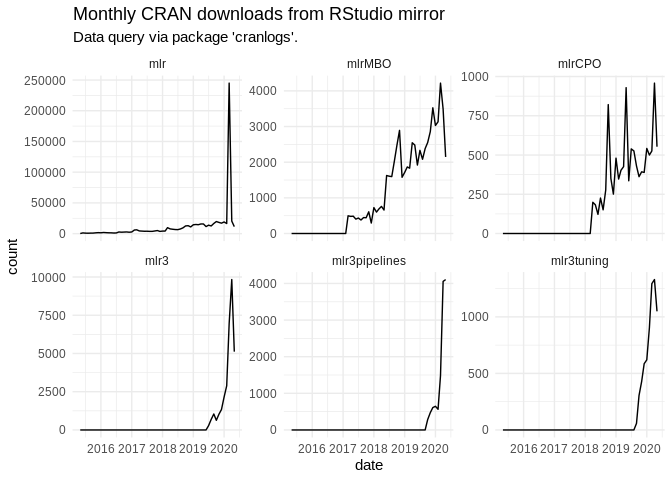 Monthly CRAN downloads from RStudio mirror
Data query via package 'cranlogs'.
mlr
mlrMBO
mlrCPO
250000
200000
150000
100000
50000
0
4000
3000
2000
1000
0
1000
750
500
250
0
count
mlr3
mlr3pipelines
mlr3tuning
10000
7500
5000
2500
0
4000
3000
2000
1000
0
1000
500
0
2016 2017 2018 2019 2020
2016 2017 2018 2019 2020
2016 2017 2018 2019 2020
date